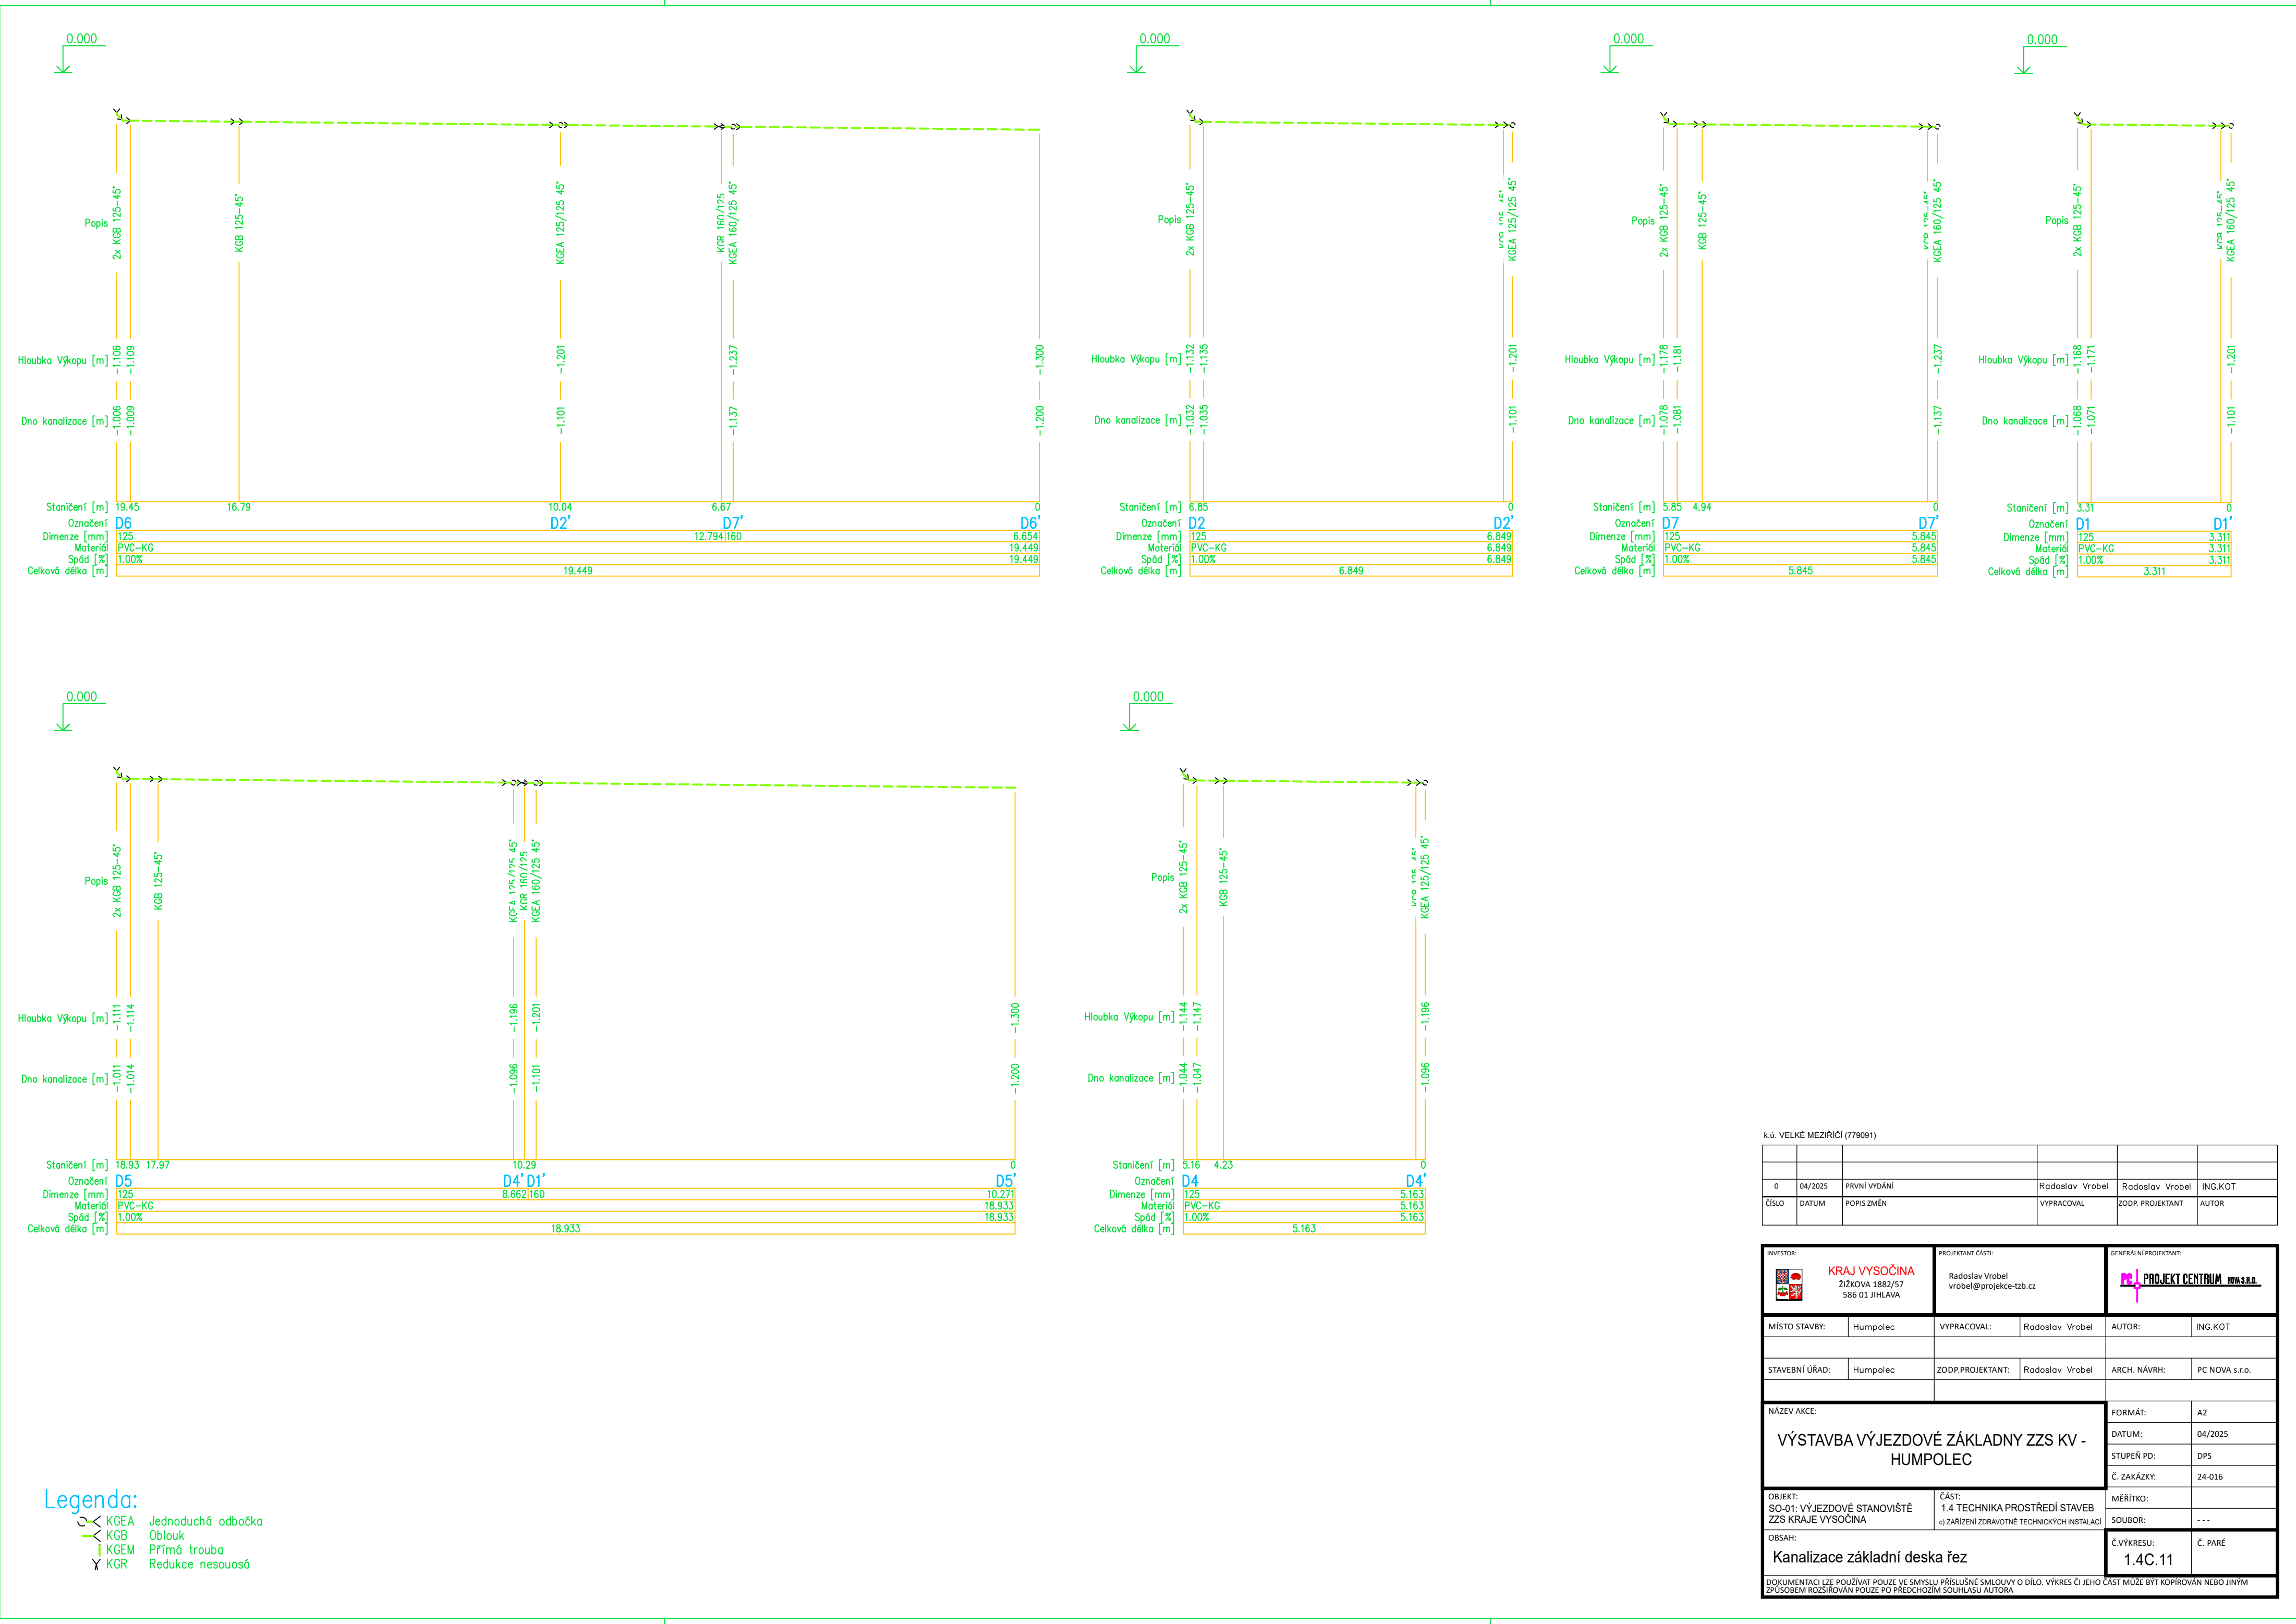 0.000
Popis
2x KGB 125-45°
KGB 125-45°
KGEA 125/125 45°
KGR 160/125
KGEA 160/125 45°
Hloubka Výkopu [m] -1.106 -1.109 -1.201 -1.237 -1.300
Dno kanalizace [m] -1.006 -1.009 -1.101 -1.137 -1.200
Staničení [m] 19.45 16.79 10.04 6.67 0
Označení D6 D2' D7' D6'
Dimenze [mm] 125 12.794 160 6.654
Materiál PVC-KG 19.449
Spád [%] 1.00% 19.449
Celková délka [m] 19.449
0.000
Popis
2x KGB 125-45°
KGB 125-45°
KGEA 125/125 45°
Hloubka Výkopu [m] -1.132 -1.135 -1.201
Dno kanalizace [m] -1.032 -1.035 -1.101
Staničení [m] 6.85 0
Označení D2 D2'
Dimenze [mm] 125 6.849
Materiál PVC-KG 6.849
Spád [%] 1.00% 6.849
Celková délka [m] 6.849
0.000
Popis
2x KGB 125-45°
KGB 125-45°
KGB 125-45°
KGEA 160/125 45°
Hloubka Výkopu [m] -1.178 -1.181 -1.237
Dno kanalizace [m] -1.078 -1.081 -1.137
Staničení [m] 5.85 4.94 0
Označení D7 D7'
Dimenze [mm] 125 5.845
Materiál PVC-KG 5.845
Spád [%] 1.00% 5.845
Celková délka [m] 5.845
0.000
Popis
2x KGB 125-45°
KGB 125-45°
KGEA 160/125 45°
Hloubka Výkopu [m] -1.168 -1.171 -1.201
Dno kanalizace [m] -1.068 -1.071 -1.101
Staničení [m] 3.31 0
Označení D1 D1'
Dimenze [mm] 125 3.311
Materiál PVC-KG 3.311
Spád [%] 1.00% 3.311
Celková délka [m] 3.311
0.000
Popis
2x KGB 125-45°
KGB 125-45°
KGEA 125/125 45°
KGR 160/125
KGEA 160/125 45°
Hloubka Výkopu [m] -1.111 -1.114 -1.196 -1.201 -1.300
Dno kanalizace [m] -1.011 -1.014 -1.096 -1.101 -1.200
Staničení [m] 18.93 17.97 10.29 0
Označení D5 D4' D1' D5'
Dimenze [mm] 125 8.662 160 10.271
Materiál PVC-KG 18.933
Spád [%] 1.00% 18.933
Celková délka [m] 18.933
0.000
Popis
2x KGB 125-45°
KGB 125-45°
KGB 125-45°
KGEA 125/125 45°
Hloubka Výkopu [m] -1.144 -1.147 -1.196
Dno kanalizace [m] -1.044 -1.047 -1.096
Staničení [m] 5.16 4.23 0
Označení D4 D4'
Dimenze [mm] 125 5.163
Materiál PVC-KG 5.163
Spád [%] 1.00% 5.163
Celková délka [m] 5.163
Legenda:
KGEA Jednoduchá odbočka
KGB Oblouk
KGEM Přímá trouba
KGR Redukce nesouosá
k.ú. VELKÉ MEZIŘÍČÍ (779091)
0 04/2025 PRVNÍ VYDÁNÍ Radoslav Vrobel Radoslav Vrobel ING.KOT
ČÍSLO DATUM POPIS ZMĚN VYPRACOVAL ZODP. PROJEKTANT AUTOR
INVESTOR:
KRAJ VYSOČINA
ŽIŽKOVA 1882/57
586 01 JIHLAVA
PROJEKTANT ČÁSTI:
Radoslav Vrobel
vrobel@projekce-tzb.cz
GENERÁLNÍ PROJEKTANT:
PC PROJEKT CENTRUM NOVA S.R.O.
MÍSTO STAVBY: Humpolec VYPRACOVAL: Radoslav Vrobel AUTOR: ING.KOT
STAVEBNÍ ÚŘAD: Humpolec ZODP.PROJEKTANT: Radoslav Vrobel ARCH. NÁVRH: PC NOVA s.r.o.
NÁZEV AKCE:
VÝSTAVBA VÝJEZDOVÉ ZÁKLADNY ZZS KV -
HUMPOLEC
FORMÁT: A2
DATUM: 04/2025
STUPEŇ PD: DPS
Č. ZAKÁZKY: 24-016
OBJEKT:
SO-01: VÝJEZDOVÉ STANOVIŠTĚ
ZZS KRAJE VYSOČINA
ČÁST:
1.4 TECHNIKA PROSTŘEDÍ STAVEB
c) ZAŘÍZENÍ ZDRAVOTNĚ TECHNICKÝCH INSTALACÍ
MĚŘÍTKO:
SOUBOR: - - -
OBSAH:
Kanalizace základní deska řez
Č.VÝKRESU:
1.4C.11
Č. PARÉ
DOKUMENTACI LZE POUŽÍVAT POUZE VE SMYSLU PŘÍSLUŠNÉ SMLOUVY O DÍLO. VÝKRES ČI JEHO ČÁST MŮŽE BÝT KOPÍROVÁN NEBO JINÝM
ZPŮSOBEM ROZŠIŘOVÁN POUZE PO PŘEDCHOZÍM SOUHLASU AUTORA